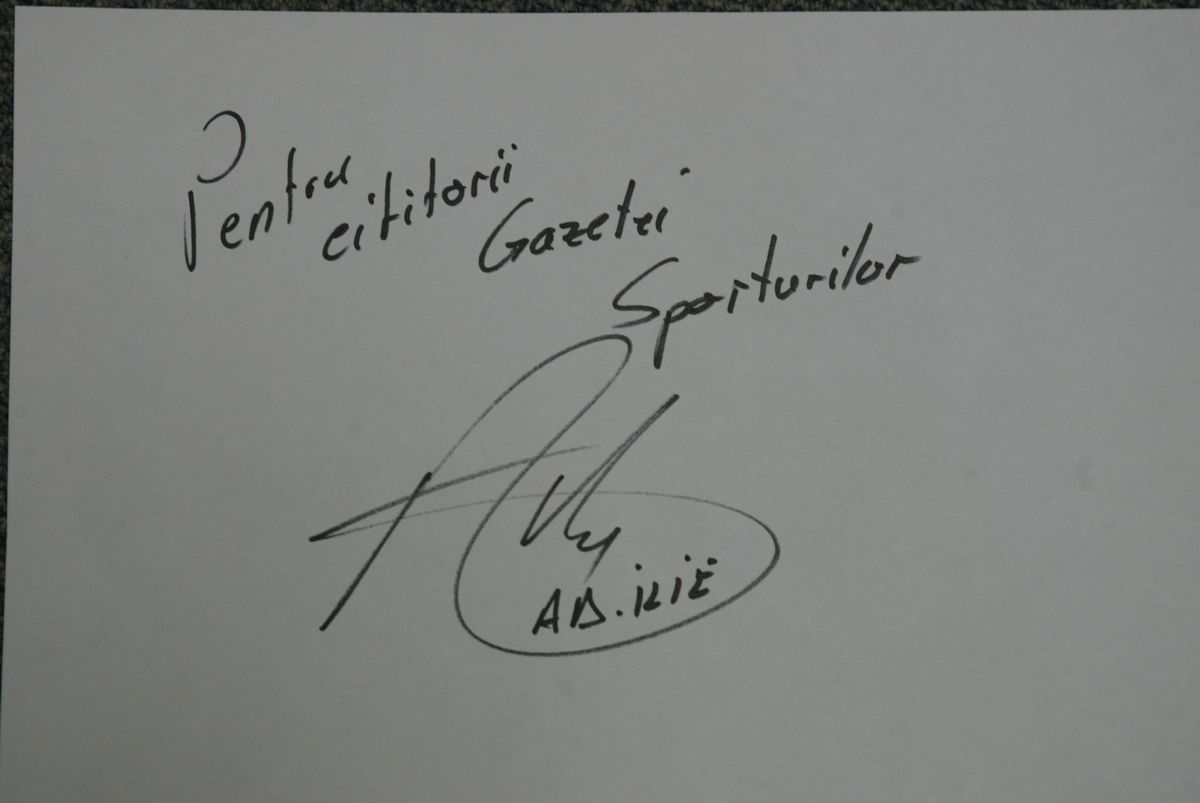 Pentru
cititorii
Gazetei
Sporturilor
AD. ILIE